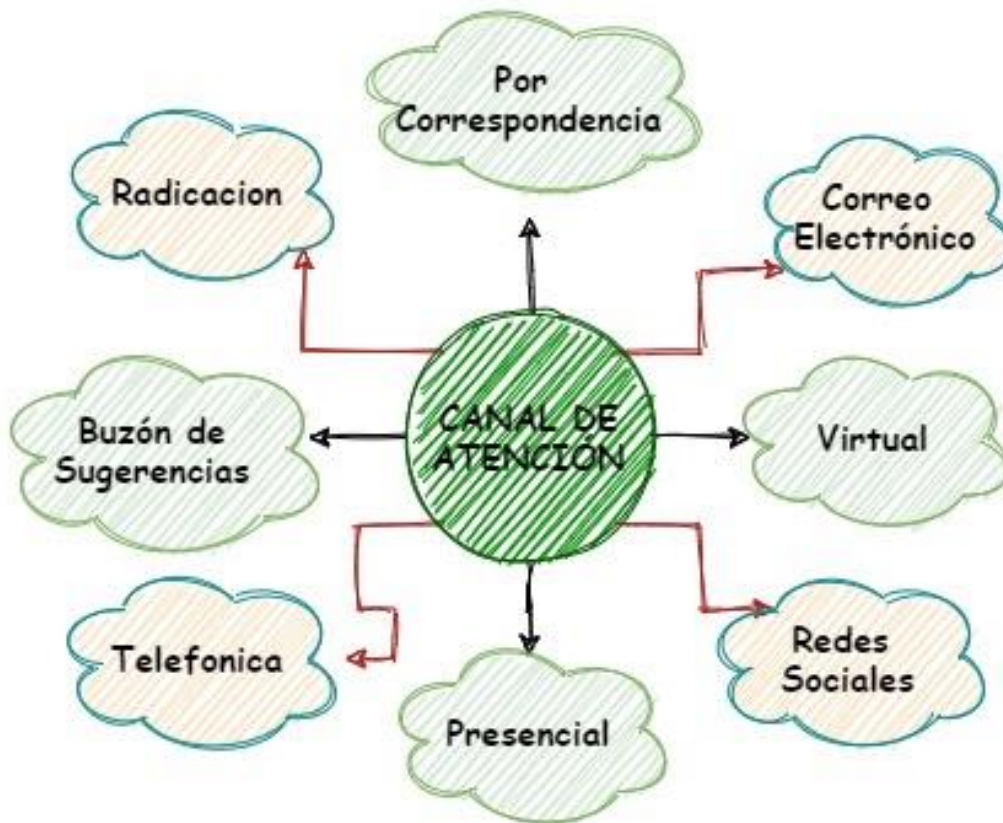 Por
Correspondencia
Radicacion
Correo
Electrónico
CANAL DE
ATENCIÓN
Buzón de
Sugerencias
Virtual
Telefonica
Redes
Sociales
Presencial